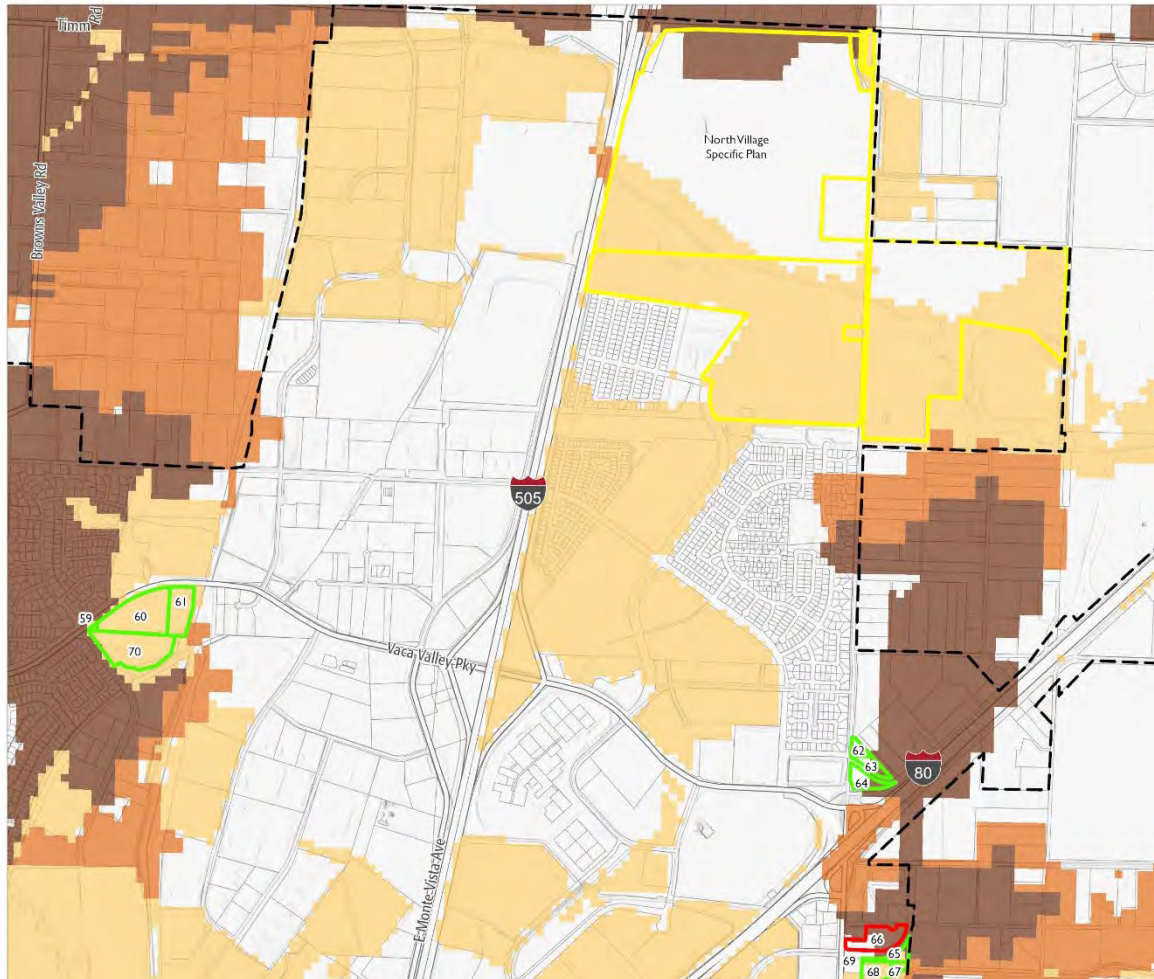 Timm
Rd
North Village
Specific Plan
Browns Valley Rd
505
61
60
59
70
Vaca Valley Pky
62
63
80
64
E Monte Vista Ave
66
65
69
68
67